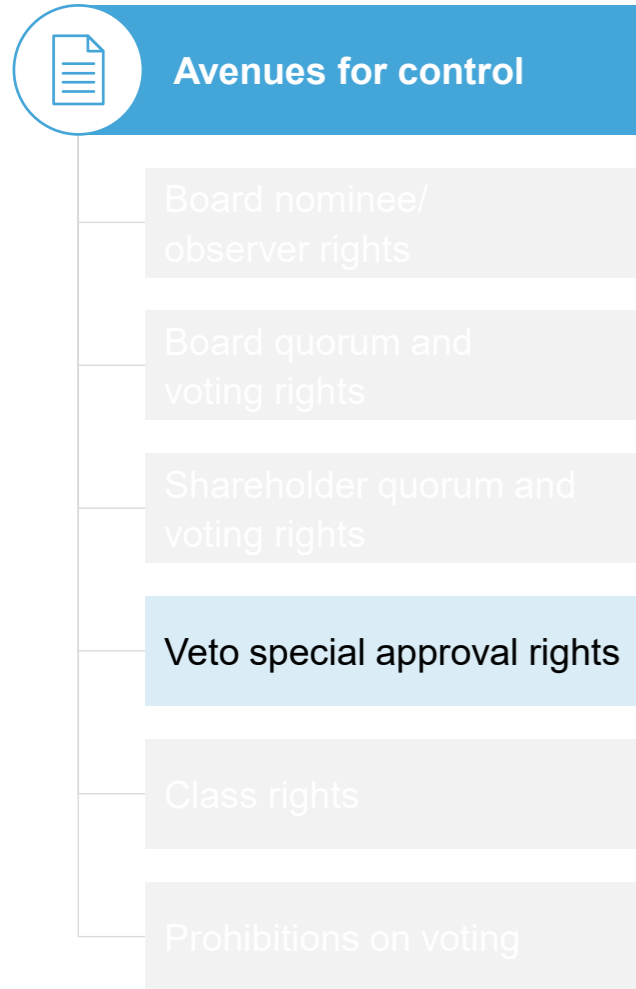 Avenues for control
Board nominee/
observer rights
Board quorum and
voting rights
Shareholder quorum and
voting rights
Veto special approval rights
Class rights
Prohibitions on voting